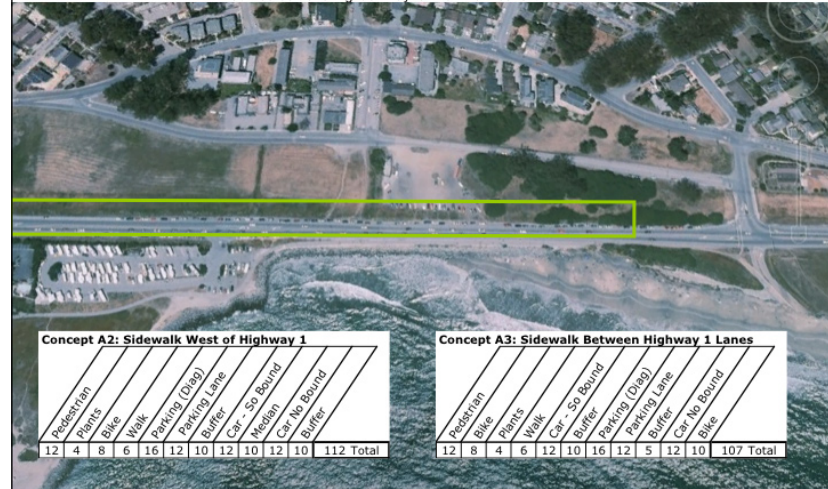 Concept A2: Sidewalk West of Highway 1
Pedestrian
Plants
Bike
Walk
Parking (Diag)
Parking Lane
Buffer
Car - So Bound
Median
Car No Bound
Buffer
12 4 8 6 16 12 10 12 10 12 10 112 Total
Concept A3: Sidewalk Between Highway 1 Lanes
Pedstrian
Bike
Plants
Walk
Car - So Bound
Buffer
Parking (Diag)
Parking Lane
Buffer
Car No Bound
Bike
12 8 4 6 12 10 16 12 5 12 10 107 Total